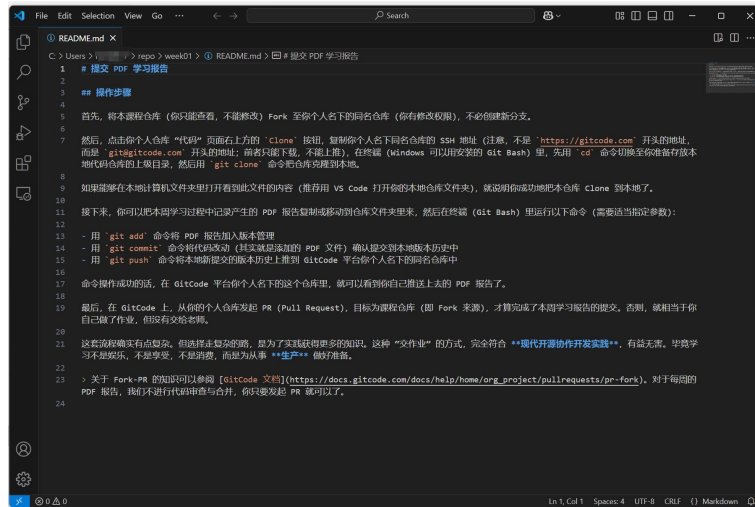 File Edit Selection View Go ··· Search
README.md
C: > Users > > repo > week01 > README.md > # 提交 PDF 学习报告
1 # 提交 PDF 学习报告
2
3 ## 操作步骤
4
5 首先，将本课程仓库 (你只能查看，不能修改) Fork 至你个人名下的同名仓库 (你有修改权限)，不必创建新分支。
6
7 然后，点击你个人仓库 “代码” 页面右上方的 `Clone` 按钮，复制你个人名下同名仓库的 SSH 地址 (注意，不是 `https://gitcode.com` 开头的地址，
而是 `git@gitcode.com` 开头的地址；前者只能下载，不能上推)，在终端 (Windows 可以用安装的 Git Bash) 里，先用 `cd` 命令切换至你准备存放本
地代码仓库的上级目录，然后用 `git clone` 命令把仓库克隆到本地。
8
9 如果能够在本地计算机文件夹里打开看到此文件的内容 (推荐用 VS Code 打开你的本地仓库文件夹)，就说明你成功地把本仓库 Clone 到本地了。
10
11 接下来，你可以把本周学习过程中记录产生的 PDF 报告复制或移动到仓库文件夹里来，然后在终端 (Git Bash) 里运行以下命令 (需要适当指定参数)：
12
13 - 用 `git add` 命令将 PDF 报告加入版本管理
14 - 用 `git commit` 命令将代码改动 (其实就是添加的 PDF 文件) 确认提交到本地版本历史中
15 - 用 `git push` 命令将本地新提交的版本历史上推到 GitCode 平台你个人名下的同名仓库中
16
17 命令操作成功的话，在 GitCode 平台你个人名下的这个仓库里，就可以看到你自己推送上去的 PDF 报告了。
18
19 最后，在 GitCode 上，从你的个人仓库发起 PR (Pull Request)，目标为课程仓库 (即 Fork 来源)，才算完成了本周学习报告的提交。否则，就相当于你
自己做了作业，但没有交给老师。
20
21 这套流程确实有点复杂。但选择走复杂的路，是为了实践获得更多的知识。这种 “交作业” 的方式，完全符合 **现代开源协作开发实践**，有益无害。毕竟学
习不是娱乐，不是享受，不是消费，而是为从事 **生产** 做好准备。
22
23 > 关于 Fork-PR 的知识可以参阅 [GitCode 文档](https://docs.gitcode.com/docs/help/home/org_project/pullrequests/pr-fork)。对于每周的
PDF 报告，我们不进行代码审查与合并，你只要发起 PR 就可以了。
24
0 0 Ln 1, Col 1 Spaces: 4 UTF-8 CRLF {} Markdown